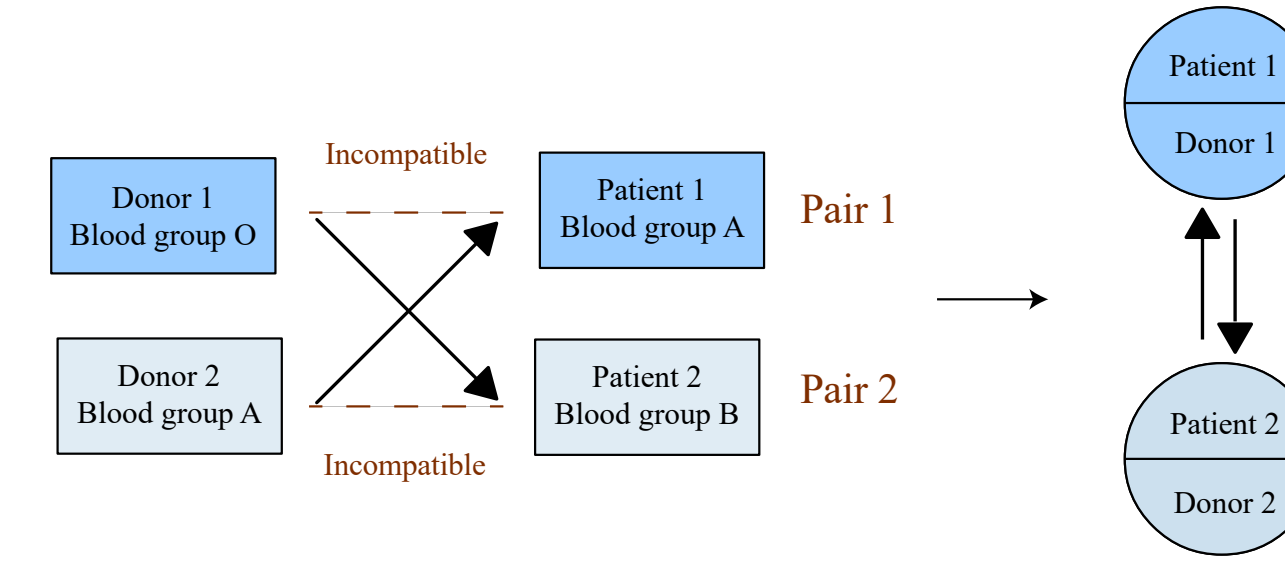 Incompatible
Donor 1
Blood group O
Patient 1
Blood group A
Pair 1
Donor 2
Blood group A
Patient 2
Blood group B
Pair 2
Incompatible
Patient 1
Donor 1
Patient 2
Donor 2